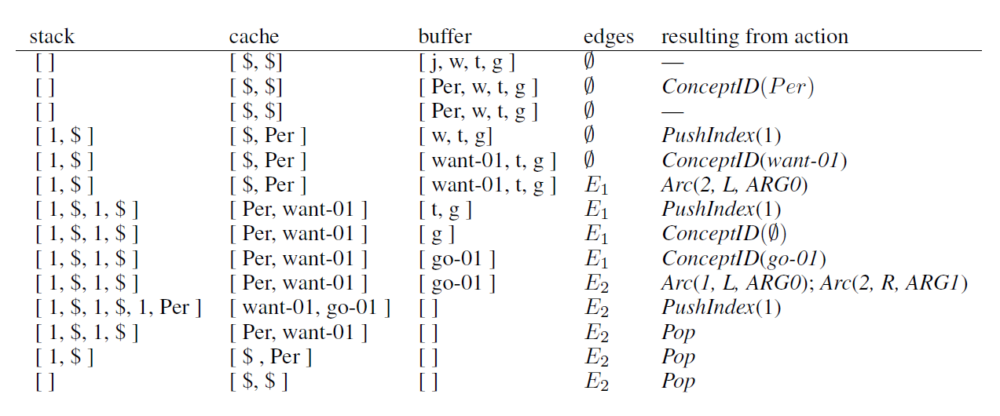 stack cache buffer edges resulting from action
[ ] [ $, $] [ j, w, t, g ] ∅ —
[ ] [ $, $] [ Per, w, t, g ] ∅ ConceptID(Per)
[ ] [ $, $] [ Per, w, t, g ] ∅ —
[ 1, $ ] [ $, Per ] [ w, t, g] ∅ PushIndex(1)
[ 1, $ ] [ $, Per ] [ want-01, t, g ] ∅ ConceptID(want-01)
[ 1, $ ] [ $, Per ] [ want-01, t, g ] E1 Arc(2, L, ARG0)
[ 1, $, 1, $ ] [ Per, want-01 ] [ t, g ] E1 PushIndex(1)
[ 1, $, 1, $ ] [ Per, want-01 ] [ g ] E1 ConceptID(∅)
[ 1, $, 1, $ ] [ Per, want-01 ] [ go-01 ] E1 ConceptID(go-01)
[ 1, $, 1, $ ] [ Per, want-01 ] [ go-01 ] E2 Arc(1, L, ARG0); Arc(2, R, ARG1)
[ 1, $, 1, $, 1, Per ] [ want-01, go-01 ] [ ] E2 PushIndex(1)
[ 1, $, 1, $ ] [ Per, want-01 ] [ ] E2 Pop
[ 1, $ ] [ $ , Per ] [ ] E2 Pop
[ ] [ $, $ ] [ ] E2 Pop